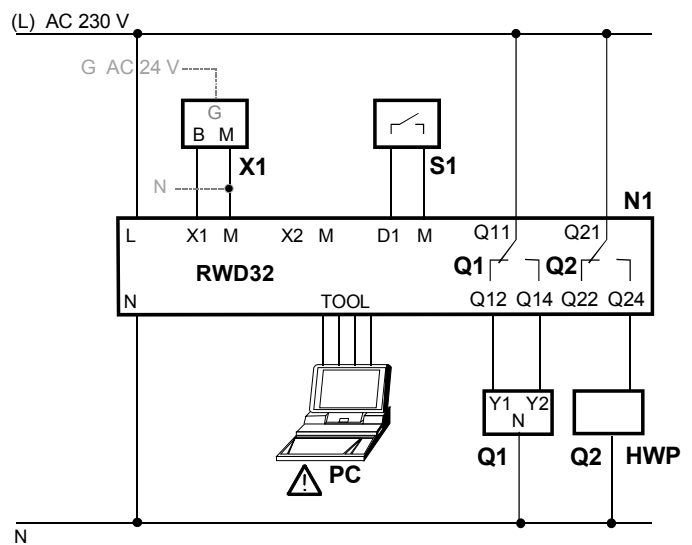 (L) AC 230 V
G AC 24 V
G
B M
X1
S1
N
N1
L X1 M X2 M D1 M Q11 Q21
RWD32 Q1 Q2
N TOOL Q12 Q14 Q22 Q24
Y1 Y2
N
PC Q1 Q2 HWP
N